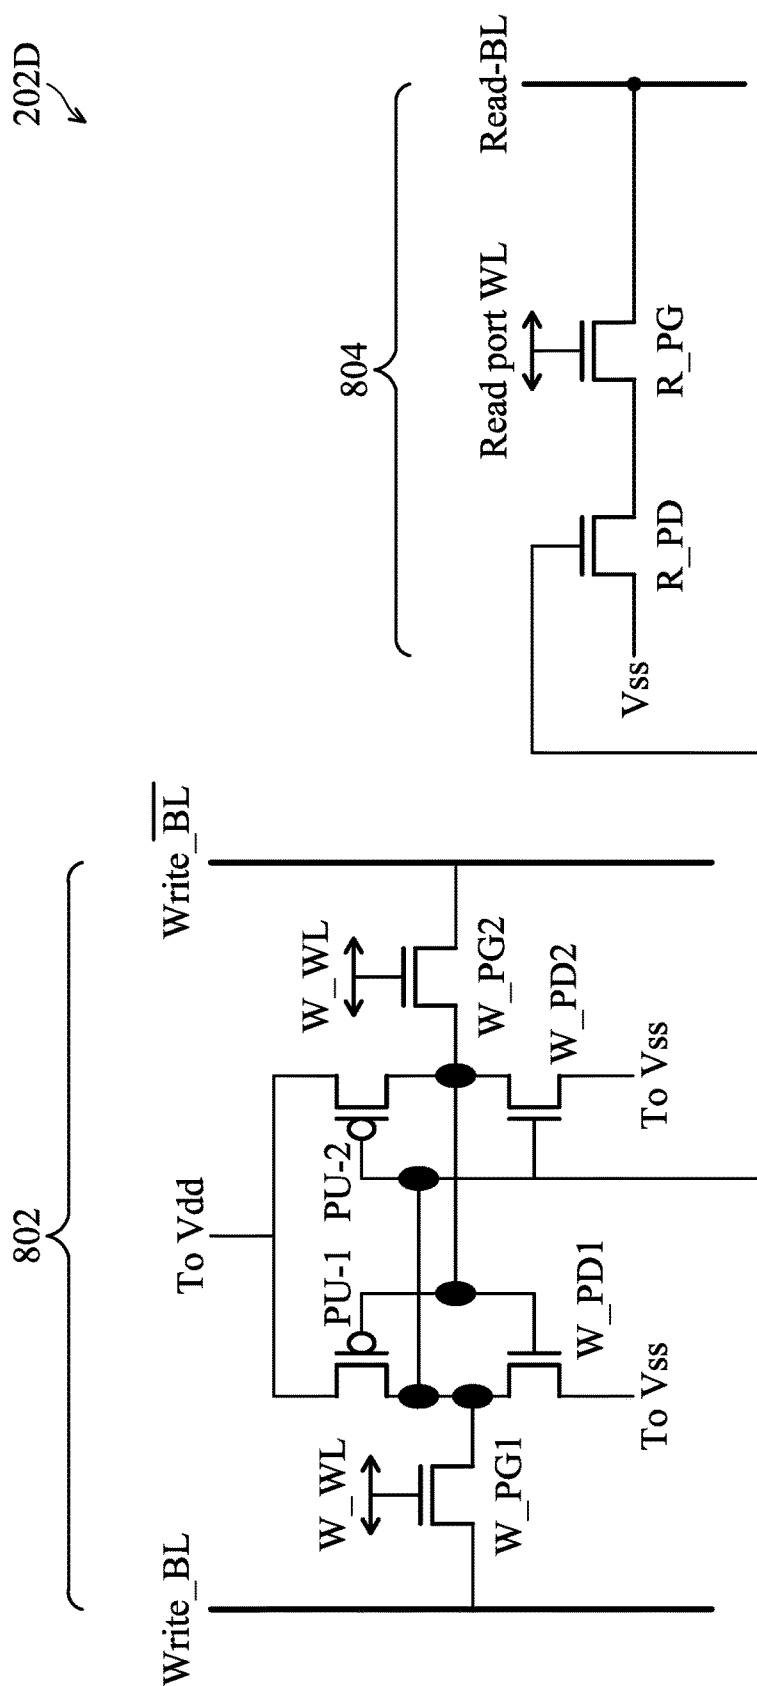 202D
802
804
To Vdd
Write_BL
Write_B̅L̅
W_WL
W_WL
PU-1
PU-2
W_PG1
W_PG2
W_PD1
W_PD2
To Vss
To Vss
Read port WL
Read-BL
Vss
R_PD
R_PG